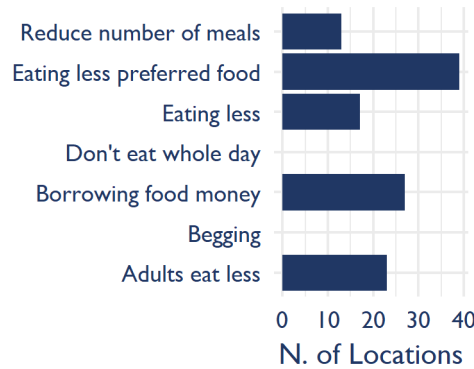 Reduce number of meals
Eating less preferred food
Eating less
Don't eat whole day
Borrowing food money
Begging
Adults eat less
0 10 20 30 40
N. of Locations